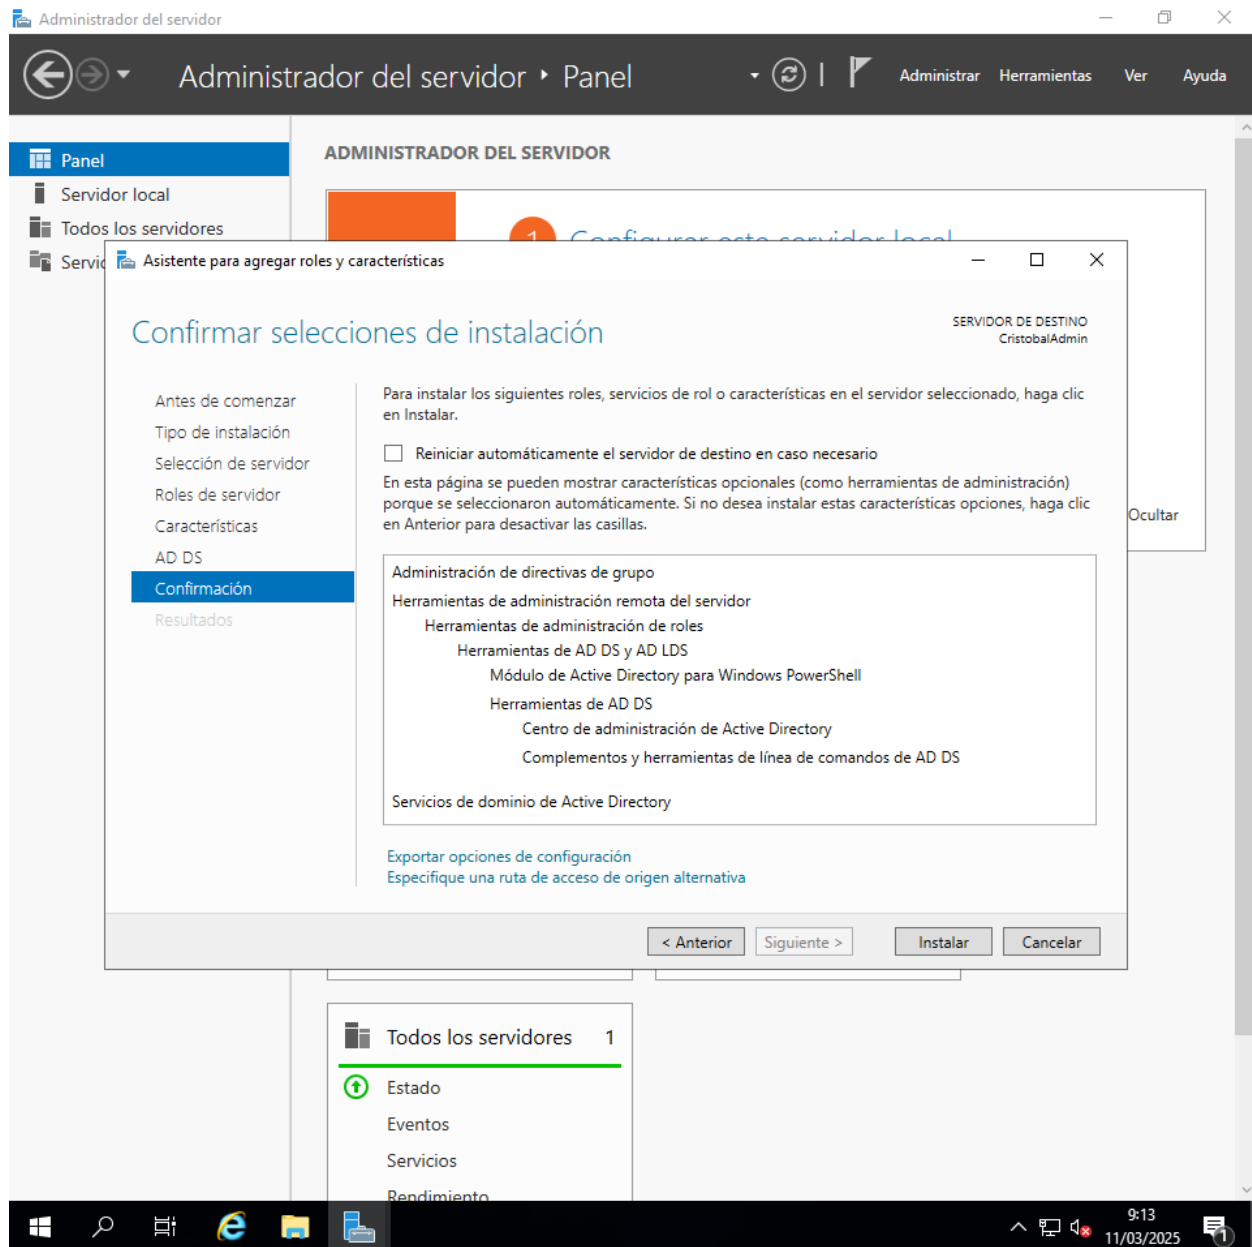 Administrador del servidor
Administrador del servidor ‣ Panel
Administrar Herramientas Ver Ayuda
Panel
Servidor local
Todos los servidores
Servic
ADMINISTRADOR DEL SERVIDOR
1 Configurar este servidor local
Asistente para agregar roles y características
Confirmar selecciones de instalación
SERVIDOR DE DESTINO
CristobalAdmin
Antes de comenzar
Tipo de instalación
Selección de servidor
Roles de servidor
Características
AD DS
Confirmación
Resultados
Para instalar los siguientes roles, servicios de rol o características en el servidor seleccionado, haga clic
en Instalar.
Reiniciar automáticamente el servidor de destino en caso necesario
En esta página se pueden mostrar características opcionales (como herramientas de administración)
porque se seleccionaron automáticamente. Si no desea instalar estas características opciones, haga clic
en Anterior para desactivar las casillas.
Administración de directivas de grupo
Herramientas de administración remota del servidor
Herramientas de administración de roles
Herramientas de AD DS y AD LDS
Módulo de Active Directory para Windows PowerShell
Herramientas de AD DS
Centro de administración de Active Directory
Complementos y herramientas de línea de comandos de AD DS
Servicios de dominio de Active Directory
Exportar opciones de configuración
Especifique una ruta de acceso de origen alternativa
< Anterior
Siguiente >
Instalar
Cancelar
Ocultar
Todos los servidores 1
Estado
Eventos
Servicios
Rendimiento
9:13
11/03/2025
1